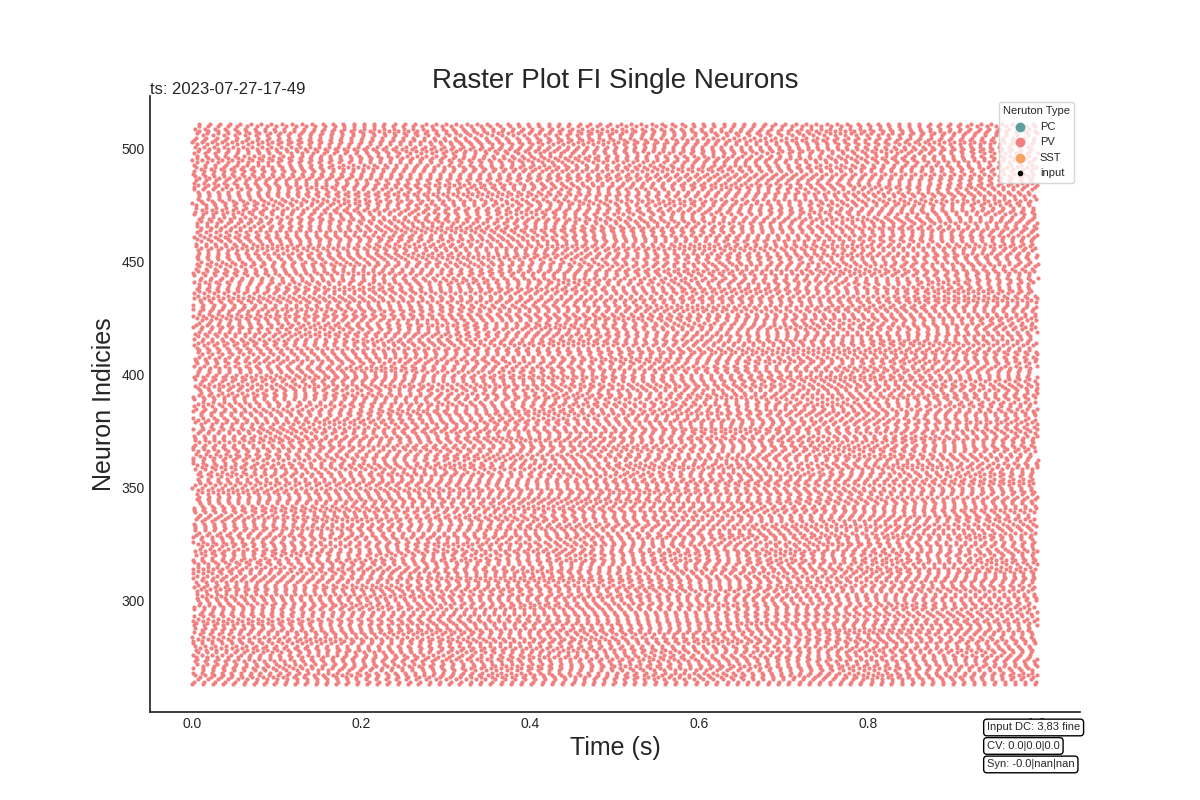 Raster Plot FI Single Neurons
ts: 2023-07-27-17-49
Neruton Type
PC
PV
SST
input
Neuron Indicies
500
450
400
350
300
0.0
0.2
0.4
0.6
0.8
Time (s)
Input DC: 3,83 fine
CV: 0.0|0.0|0.0
Syn: -0.0|nan|nan